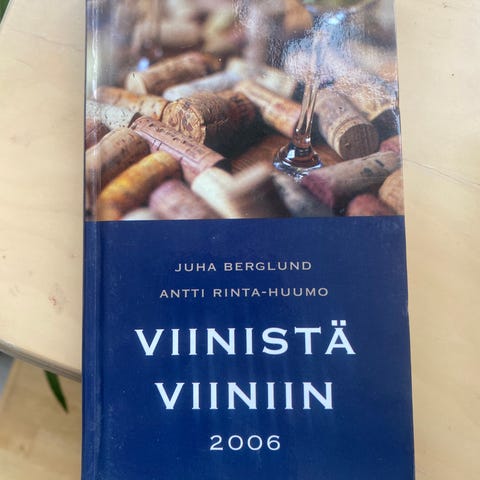 JUHA BERGLUND
ANTTI RINTA-HUUMO
VIINISTÄ
VIINIIN
2006